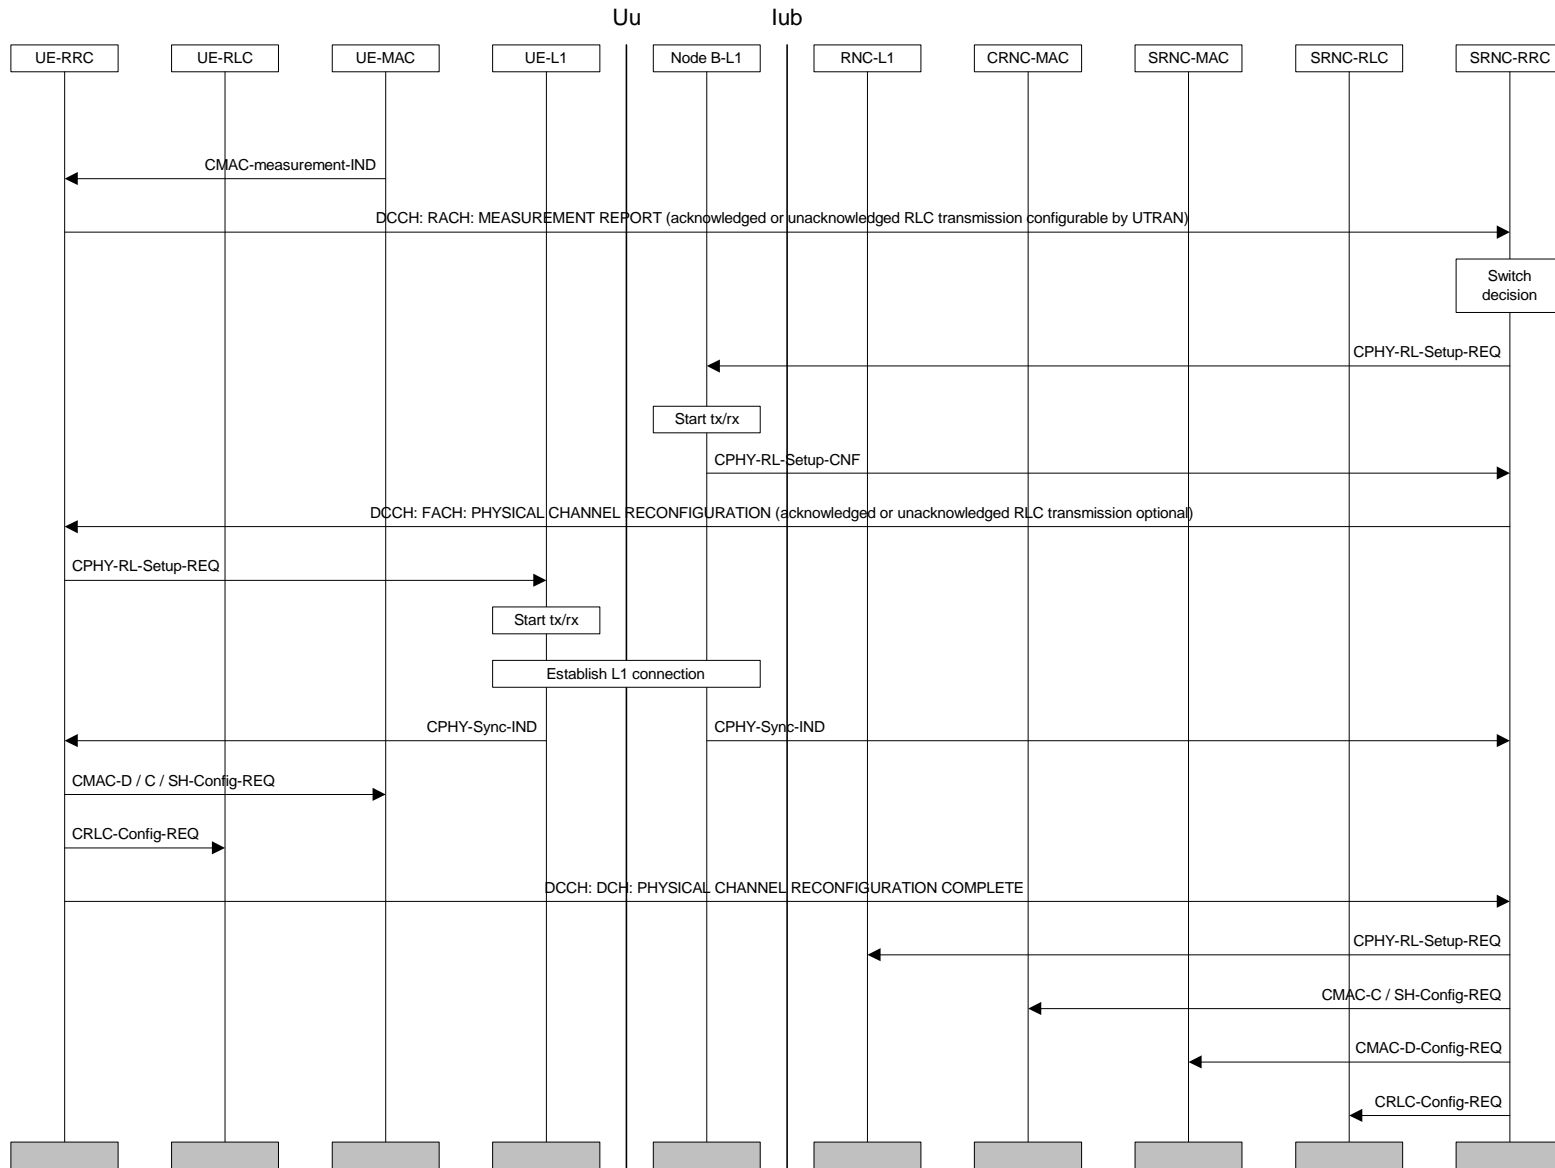 Uu
Iub
UE-RRC
UE-RLC
UE-MAC
UE-L1
Node B-L1
RNC-L1
CRNC-MAC
SRNC-MAC
SRNC-RLC
SRNC-RRC
CMAC-measurement-IND
DCCH: RACH: MEASUREMENT REPORT (acknowledged or unacknowledged RLC transmission configurable by UTRAN)
Switch
decision
CPHY-RL-Setup-REQ
Start tx/rx
CPHY-RL-Setup-CNF
DCCH: FACH: PHYSICAL CHANNEL RECONFIGURATION (acknowledged or unacknowledged RLC transmission optional)
CPHY-RL-Setup-REQ
Start tx/rx
Establish L1 connection
CPHY-Sync-IND
CPHY-Sync-IND
CMAC-D / C / SH-Config-REQ
CRLC-Config-REQ
DCCH: DCH: PHYSICAL CHANNEL RECONFIGURATION COMPLETE
CPHY-RL-Setup-REQ
CMAC-C / SH-Config-REQ
CMAC-D-Config-REQ
CRLC-Config-REQ